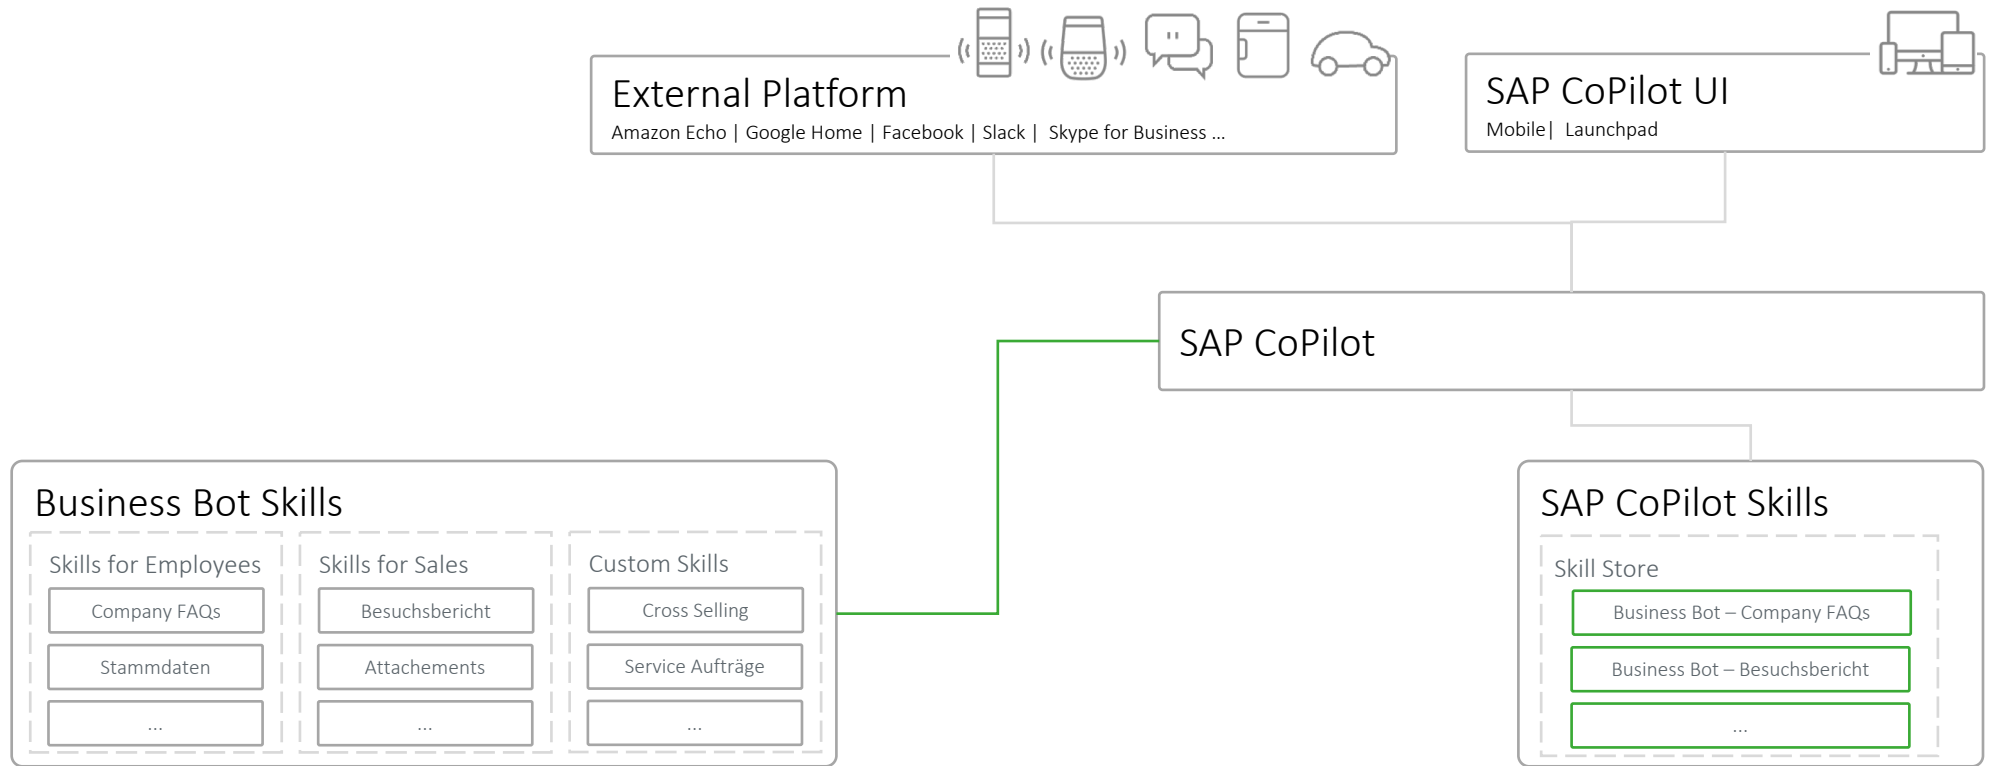 External Platform
Amazon Echo | Google Home | Facebook | Slack | Skype for Business ...
SAP CoPilot UI
Mobile| Launchpad
SAP CoPilot
Business Bot Skills
Skills for Employees
Company FAQs
Stammdaten
...
Skills for Sales
Besuchsbericht
Attachements
...
Custom Skills
Cross Selling
Service Aufträge
...
SAP CoPilot Skills
Skill Store
Business Bot – Company FAQs
Business Bot – Besuchsbericht
...